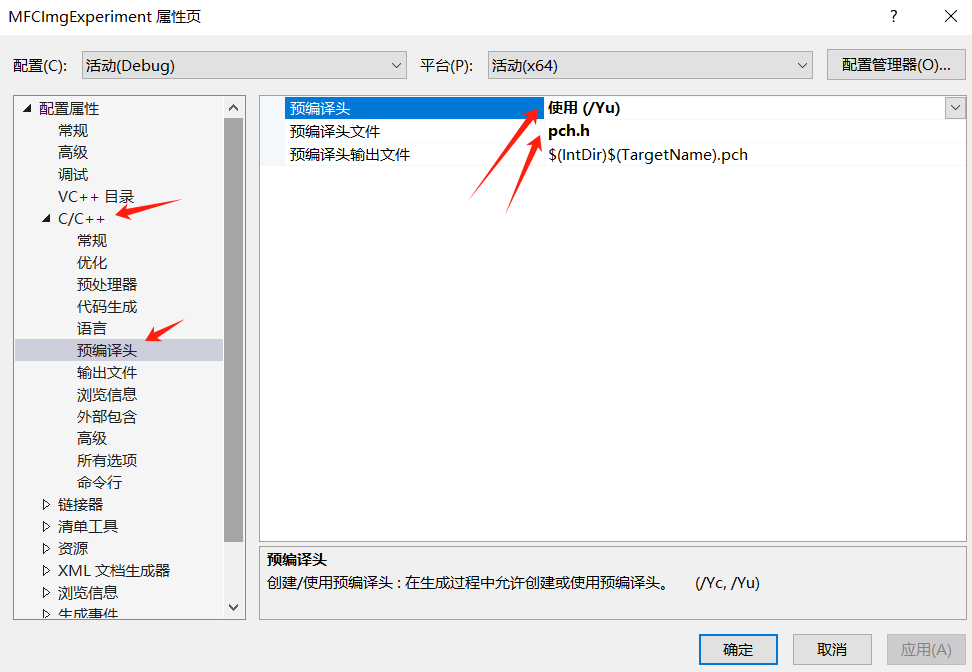 MFCImgExperiment 属性页
?
配置(C):
活动(Debug)
平台(P):
活动(x64)
配置管理器(O)...
配置属性
常规
高级
调试
VC++ 目录
C/C++
常规
优化
预处理器
代码生成
语言
预编译头
输出文件
浏览信息
外部包含
高级
所有选项
命令行
链接器
清单工具
资源
XML 文档生成器
浏览信息
生成事件
预编译头 使用 (/Yu)
预编译头文件 pch.h
预编译头输出文件 $(IntDir)$(TargetName).pch
预编译头
创建/使用预编译头 : 在生成过程中允许创建或使用预编译头。 (/Yc, /Yu)
确定
取消
应用(A)